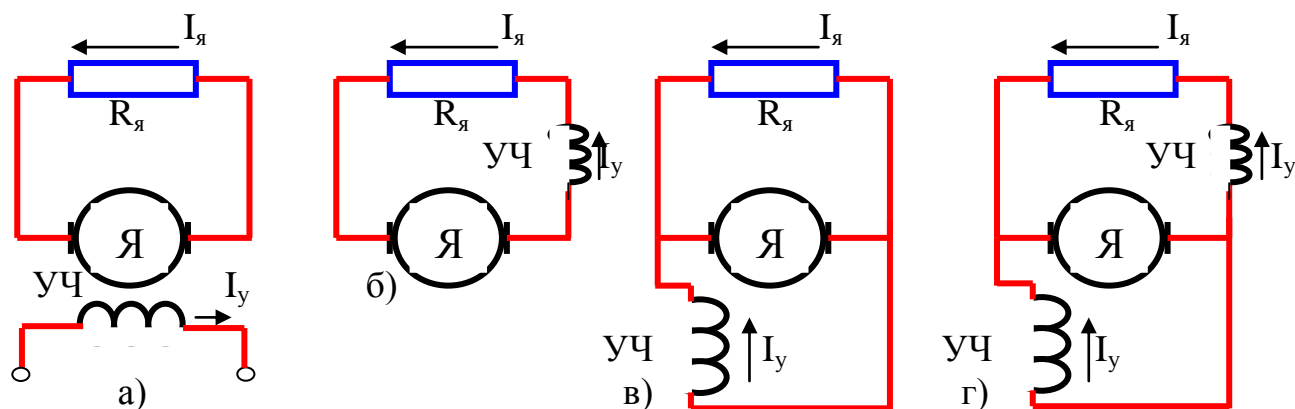 Iя Iя Iя Iя
Rя Rя Rя Rя
УЧ Iу УЧ Iу
Я Я Я Я
УЧ Iу б)
УЧ Iу УЧ Iу
а) в) г)